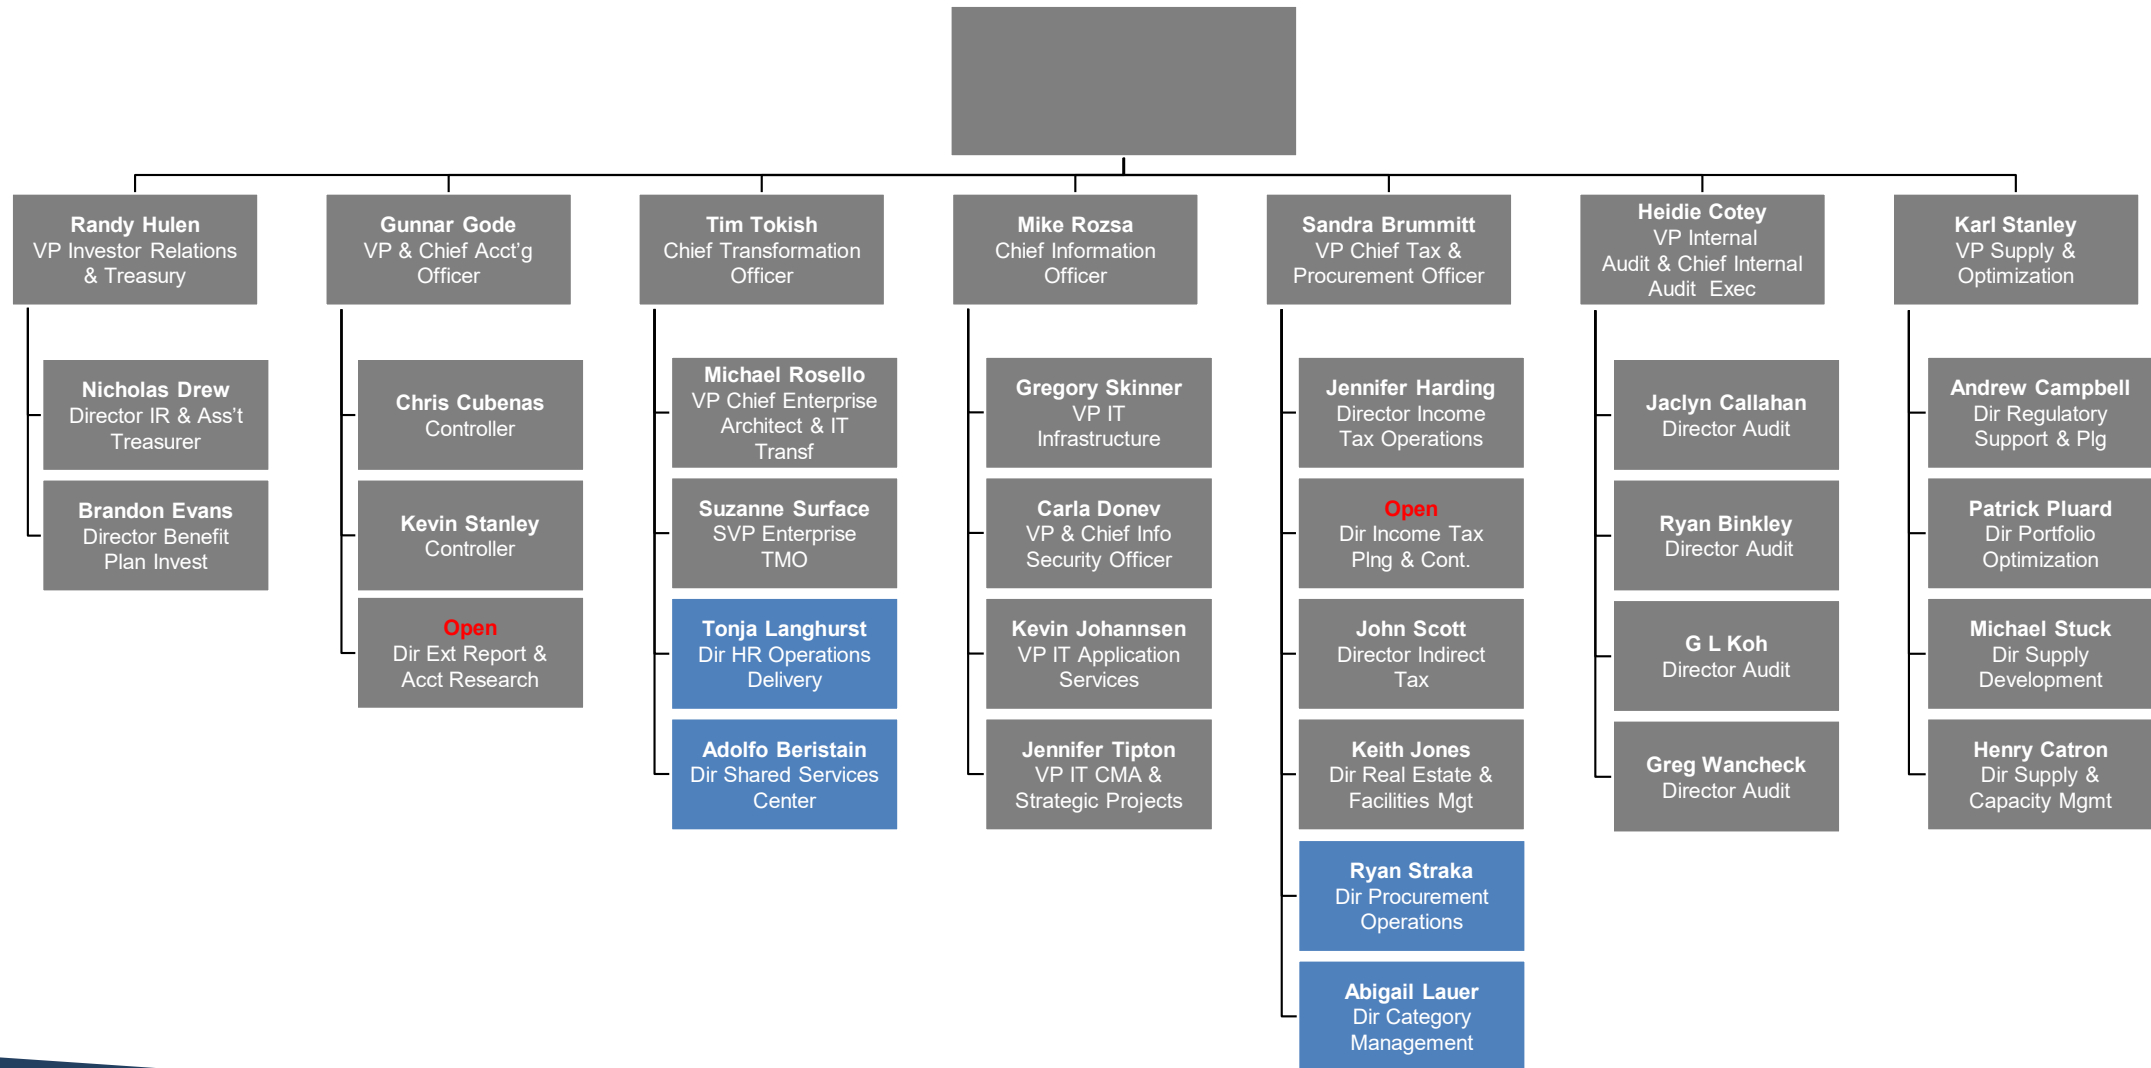 Randy Hulen
VP Investor Relations
& Treasury
Gunnar Gode
VP & Chief Acct’g
Officer
Tim Tokish
Chief Transformation
Officer
Mike Rozsa
Chief Information
Officer
Sandra Brummitt
VP Chief Tax &
Procurement Officer
Heidie Cotey
VP Internal
Audit & Chief Internal
Audit Exec
Karl Stanley
VP Supply &
Optimization
Nicholas Drew
Director IR & Ass’t
Treasurer
Brandon Evans
Director Benefit
Plan Invest
Chris Cubenas
Controller
Kevin Stanley
Controller
Open
Dir Ext Report &
Acct Research
Michael Rosello
VP Chief Enterprise
Architect & IT
Transf
Suzanne Surface
SVP Enterprise
TMO
Tonja Langhurst
Dir HR Operations
Delivery
Adolfo Beristain
Dir Shared Services
Center
Gregory Skinner
VP IT
Infrastructure
Carla Donev
VP & Chief Info
Security Officer
Kevin Johannsen
VP IT Application
Services
Jennifer Tipton
VP IT CMA &
Strategic Projects
Jennifer Harding
Director Income
Tax Operations
Open
Dir Income Tax
Plng & Cont.
John Scott
Director Indirect
Tax
Keith Jones
Dir Real Estate &
Facilities Mgt
Ryan Straka
Dir Procurement
Operations
Abigail Lauer
Dir Category
Management
Jaclyn Callahan
Director Audit
Ryan Binkley
Director Audit
G L Koh
Director Audit
Greg Wancheck
Director Audit
Andrew Campbell
Dir Regulatory
Support & Plg
Patrick Pluard
Dir Portfolio
Optimization
Michael Stuck
Dir Supply
Development
Henry Catron
Dir Supply &
Capacity Mgmt